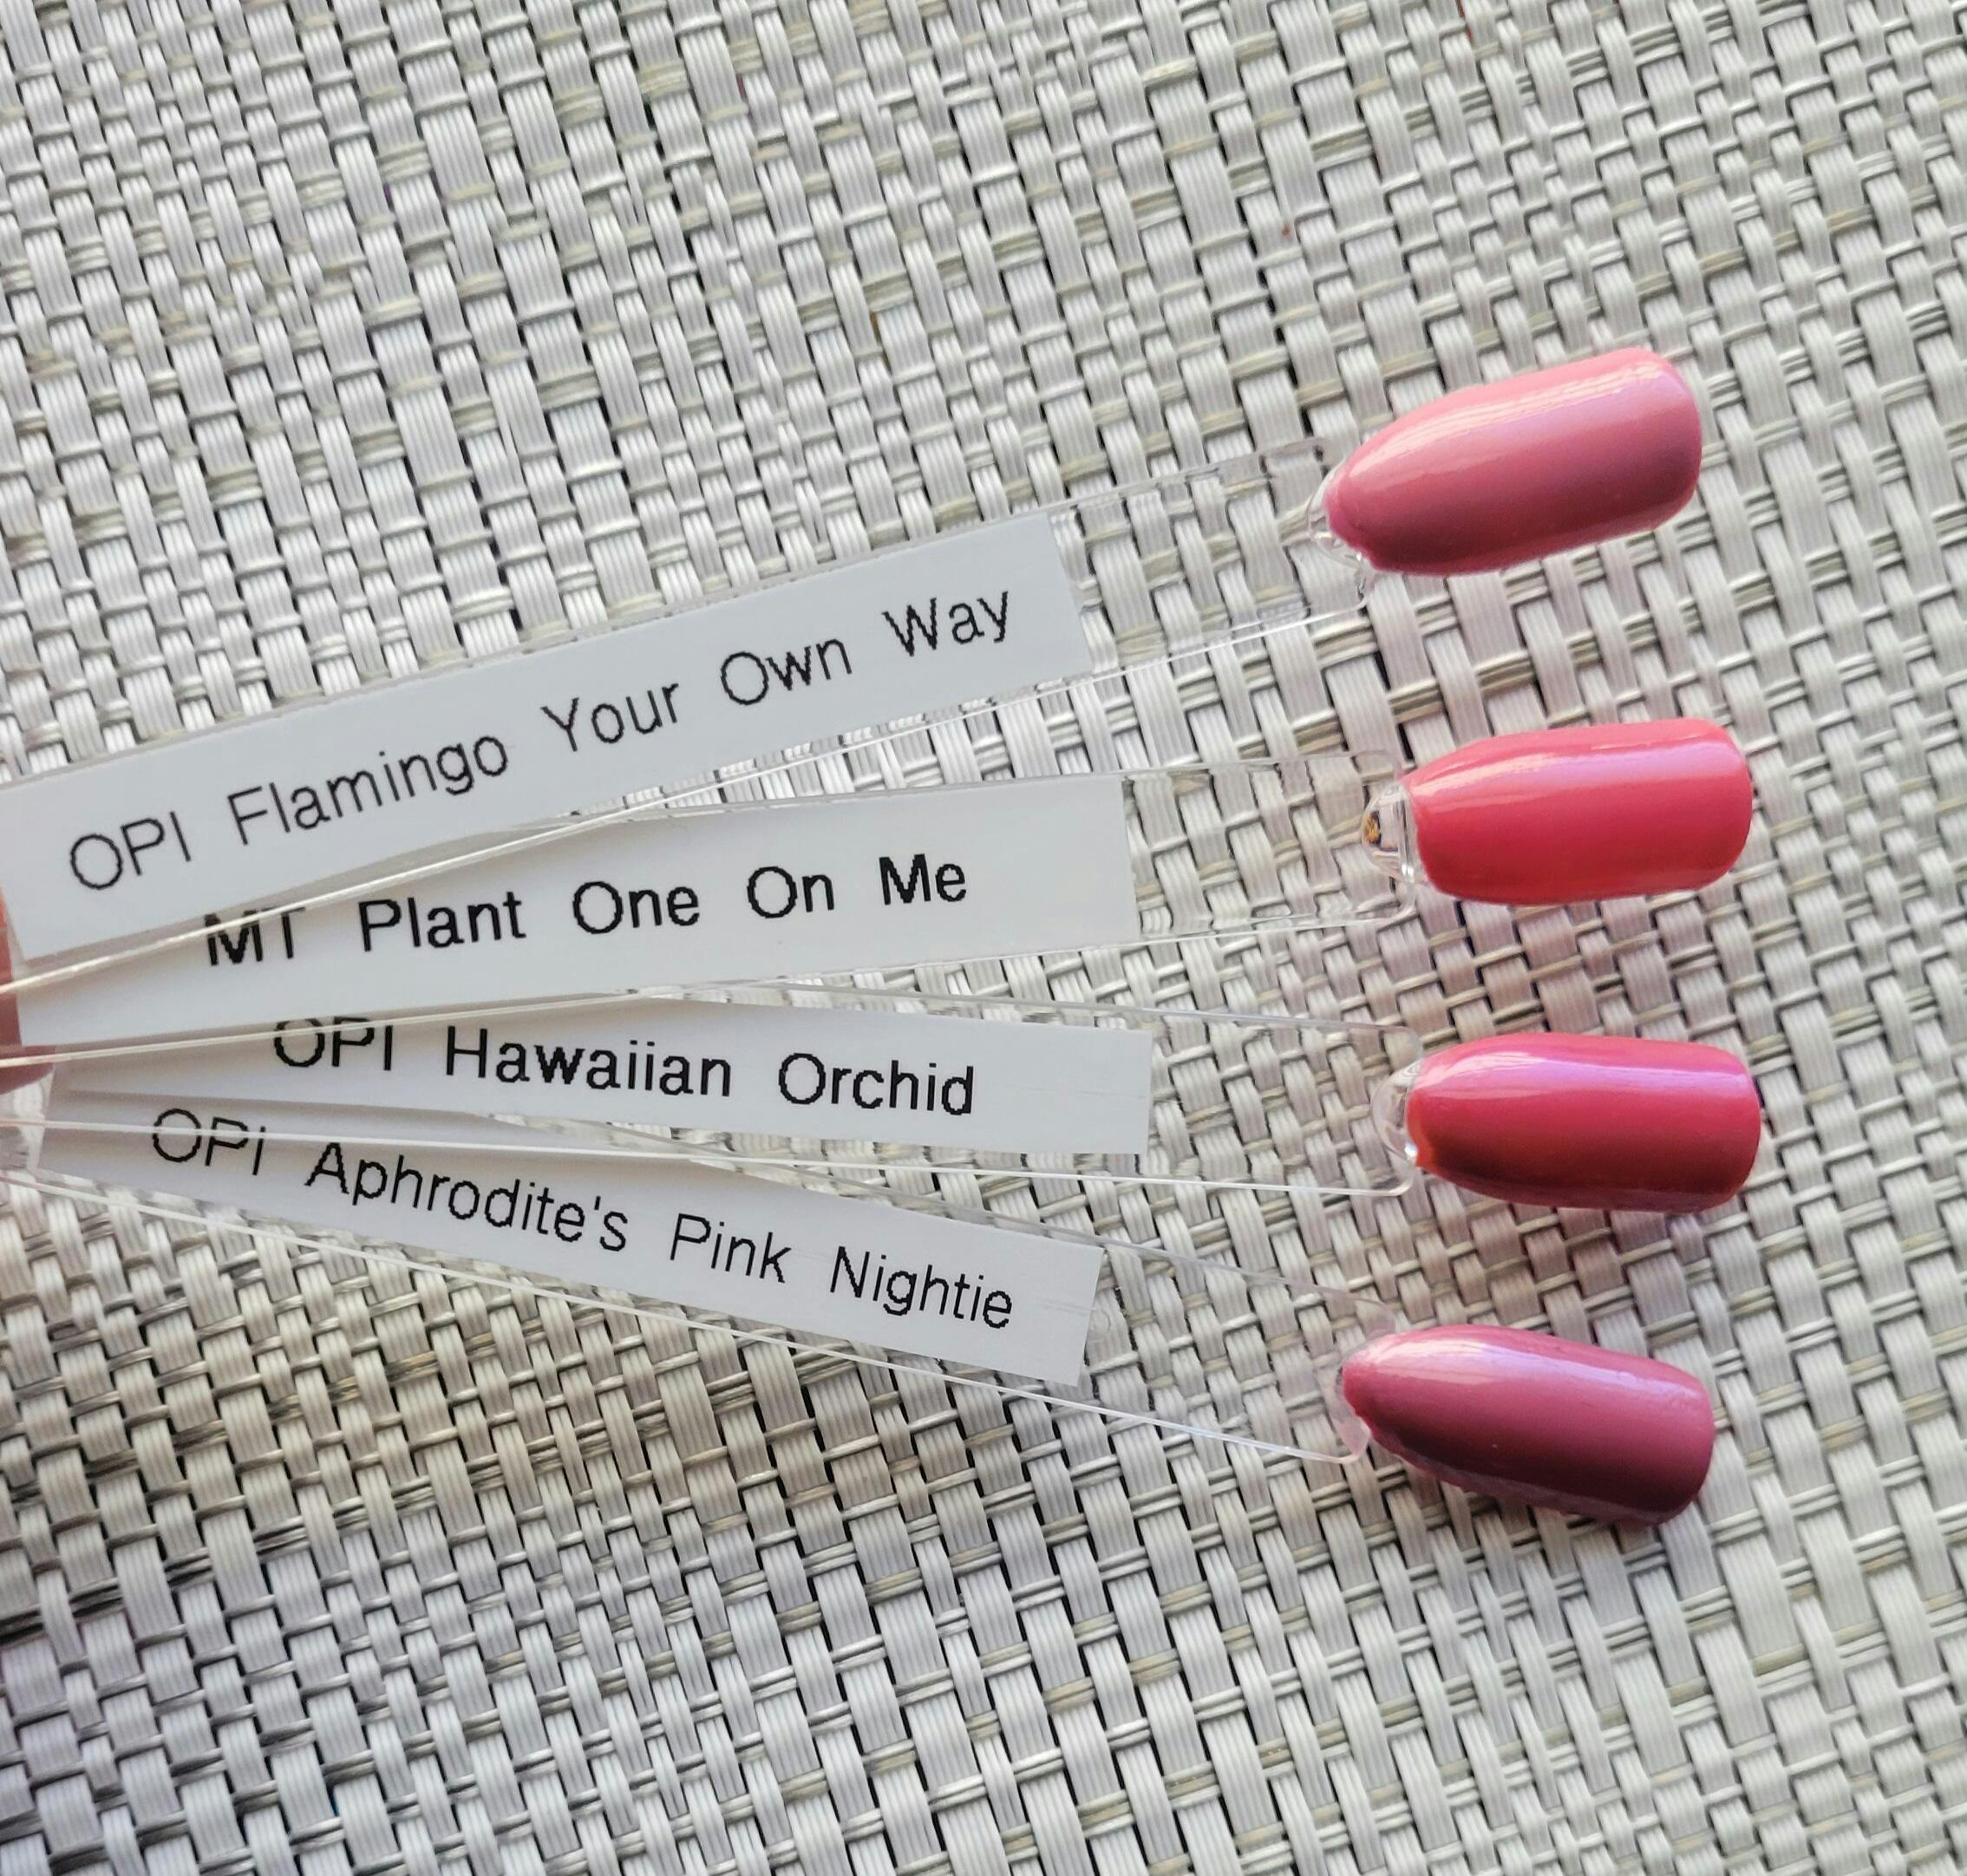 OPI Flamingo Your Own Way
MT Plant One On Me
OPI Hawaiian Orchid
OPI Aphrodite's Pink Nightie